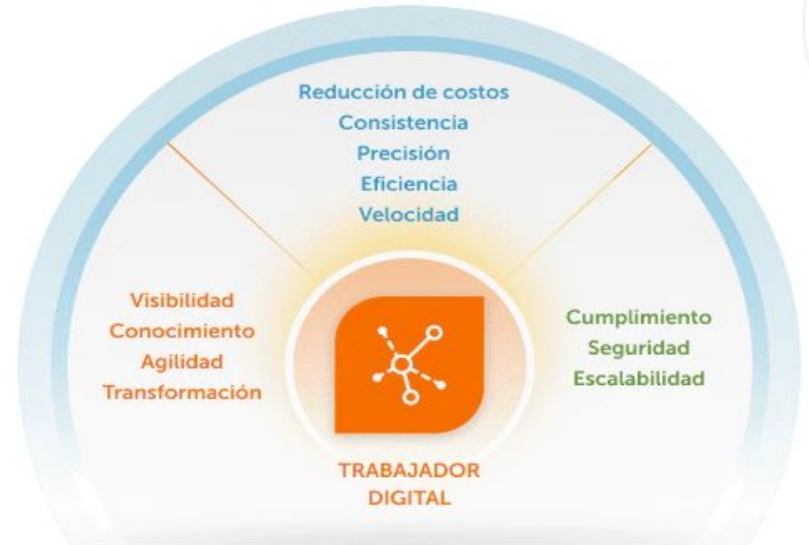 Reducción de costos
Consistencia
Precisión
Eficiencia
Velocidad
Visibilidad
Conocimiento
Agilidad
Transformación
Cumplimiento
Seguridad
Escalabilidad
TRABAJADOR
DIGITAL